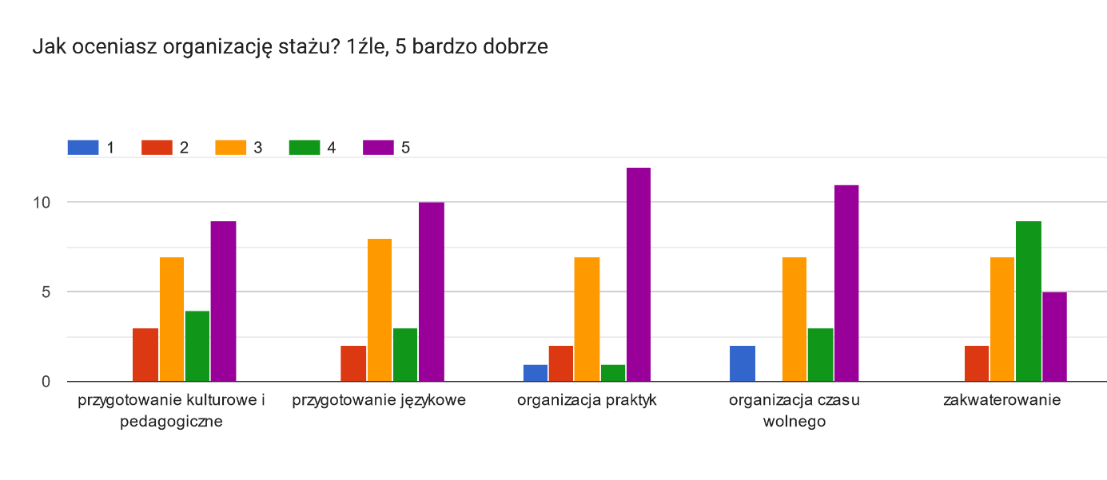 Jak oceniasz organizację stażu? 1źle, 5 bardzo dobrze
1 2 3 4 5
10
5
0
przygotowanie kulturowe i pedagogiczne
przygotowanie językowe
organizacja praktyk
organizacja czasu wolnego
zakwaterowanie